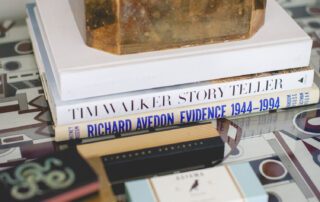 TIM WALKER STORY TELLER
RICHARD AVEDON EVIDENCE 1944-1994